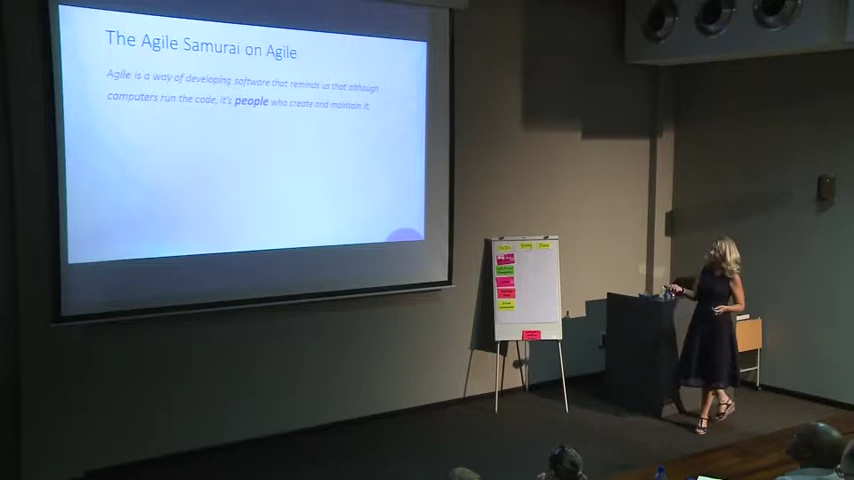 The Agile Samurai on Agile
Agile is a way of developing software that reminds us that although
computers run the code, it's people who create and maintain it.